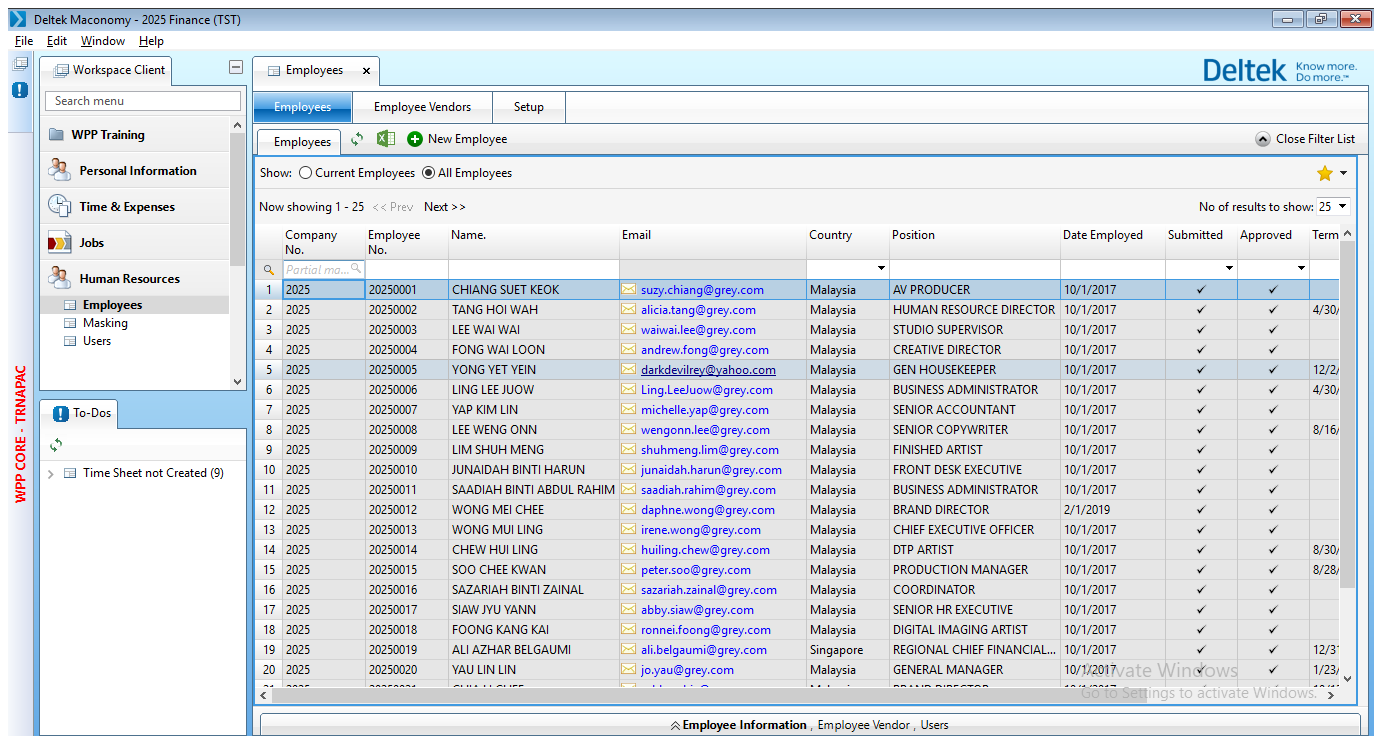 Deltek Maconomy - 2025 Finance (TST)
File Edit Window Help
Workspace Client
Search menu
WPP Training
Personal Information
Time & Expenses
Jobs
Human Resources
Employees
Masking
Users
To-Dos
Time Sheet not Created (9)
WPP CORE - TRNAPAC
Employees
Deltek Know more. Do more.™
Employees Employee Vendors Setup
Employees New Employee Close Filter List
Show: Current Employees All Employees
Now showing 1 - 25 << Prev Next >> No of results to show: 25
Company No. Employee No. Name. Email Country Position Date Employed Submitted Approved Term
Partial ma...
1 2025 20250001 CHIANG SUET KEOK suzy.chiang@grey.com Malaysia AV PRODUCER 10/1/2017 ✓ ✓
2 2025 20250002 TANG HOI WAH alicia.tang@grey.com Malaysia HUMAN RESOURCE DIRECTOR 10/1/2017 ✓ ✓ 4/30/
3 2025 20250003 LEE WAI WAI waiwai.lee@grey.com Malaysia STUDIO SUPERVISOR 10/1/2017 ✓ ✓
4 2025 20250004 FONG WAI LOON andrew.fong@grey.com Malaysia CREATIVE DIRECTOR 10/1/2017 ✓ ✓
5 2025 20250005 YONG YET YEIN darkdevilrey@yahoo.com Malaysia GEN HOUSEKEEPER 10/1/2017 ✓ ✓ 12/2/
6 2025 20250006 LING LEE JUOW Ling.LeeJuow@grey.com Malaysia BUSINESS ADMINISTRATOR 10/1/2017 ✓ ✓ 4/30/
7 2025 20250007 YAP KIM LIN michelle.yap@grey.com Malaysia SENIOR ACCOUNTANT 10/1/2017 ✓ ✓
8 2025 20250008 LEE WENG ONN wengonn.lee@grey.com Malaysia SENIOR COPYWRITER 10/1/2017 ✓ ✓ 8/16/
9 2025 20250009 LIM SHUH MENG shuhmeng.lim@grey.com Malaysia FINISHED ARTIST 10/1/2017 ✓ ✓
10 2025 20250010 JUNAIDAH BINTI HARUN junaidah.harun@grey.com Malaysia FRONT DESK EXECUTIVE 10/1/2017 ✓ ✓
11 2025 20250011 SAADIAH BINTI ABDUL RAHIM saadiah.rahim@grey.com Malaysia BUSINESS ADMINISTRATOR 10/1/2017 ✓ ✓
12 2025 20250012 WONG MEI CHEE daphne.wong@grey.com Malaysia BRAND DIRECTOR 2/1/2019 ✓ ✓
13 2025 20250013 WONG MUI LING irene.wong@grey.com Malaysia CHIEF EXECUTIVE OFFICER 10/1/2017 ✓ ✓
14 2025 20250014 CHEW HUI LING huiling.chew@grey.com Malaysia DTP ARTIST 10/1/2017 ✓ ✓ 8/30/
15 2025 20250015 SOO CHEE KWAN peter.soo@grey.com Malaysia PRODUCTION MANAGER 10/1/2017 ✓ ✓ 8/28/
16 2025 20250016 SAZARIAH BINTI ZAINAL sazariah.zainal@grey.com Malaysia COORDINATOR 10/1/2017 ✓ ✓
17 2025 20250017 SIAW JYU YANN abby.siaw@grey.com Malaysia SENIOR HR EXECUTIVE 10/1/2017 ✓ ✓
18 2025 20250018 FOONG KANG KAI ronnei.foong@grey.com Malaysia DIGITAL IMAGING ARTIST 10/1/2017 ✓ ✓
19 2025 20250019 ALI AZHAR BELGAUMI ali.belgaumi@grey.com Singapore REGIONAL CHIEF FINANCIAL... 10/1/2017 ✓ ✓ 12/31
20 2025 20250020 YAU LIN LIN jo.yau@grey.com Malaysia GENERAL MANAGER 10/1/2017 ✓ ✓ 1/23/
Activate Windows
Go to Settings to activate Windows.
Employee Information , Employee Vendor , Users